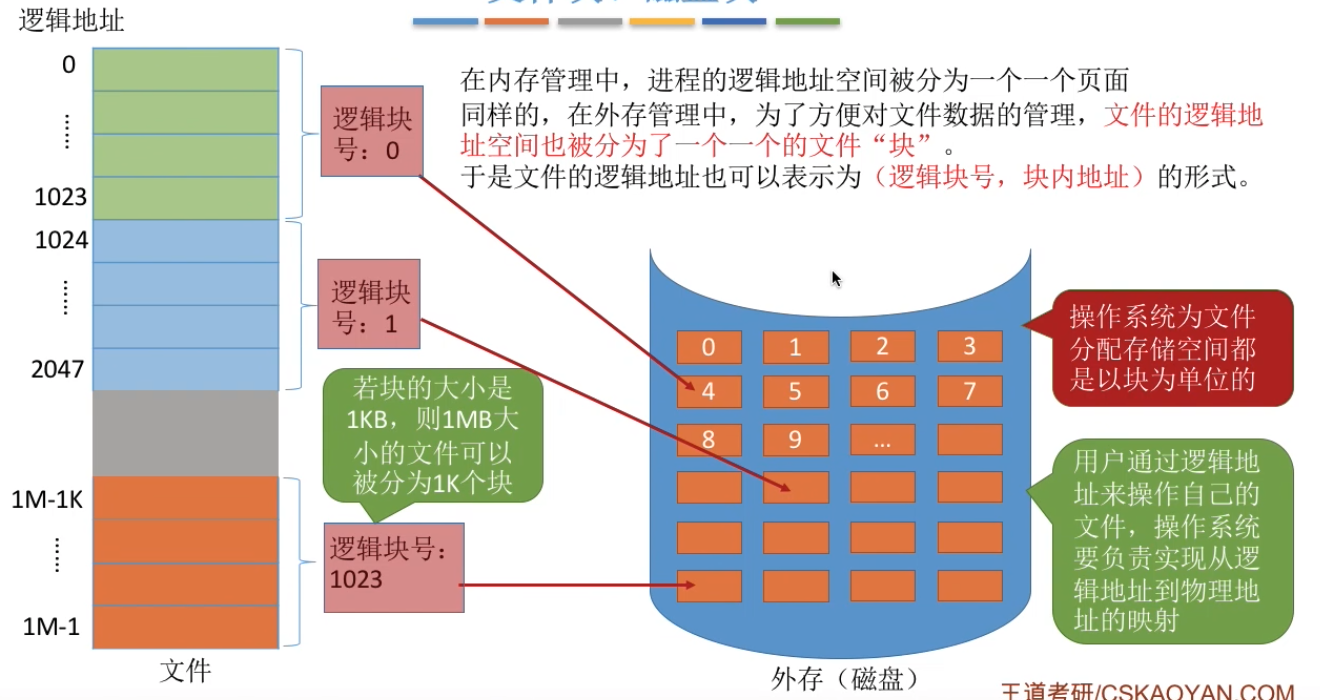 逻辑地址
0
1023
1024
2047
1M-1K
1M-1
文件
逻辑块
号：0
逻辑块
号：1
若块的大小是
1KB，则1MB大
小的文件可以
被分为1K个块
逻辑块号：
1023
在内存管理中，进程的逻辑地址空间被分为一个一个页面
同样的，在外存管理中，为了方便对文件数据的管理，文件的逻辑地
址空间也被分为了一个一个的文件“块”。
于是文件的逻辑地址也可以表示为（逻辑块号，块内地址）的形式。
0 1 2 3
4 5 6 7
8 9 ...
外存（磁盘）
操作系统为文件
分配存储空间都
是以块为单位的
用户通过逻辑地
址来操作自己的
文件，操作系统
要负责实现从逻
辑地址到物理地
址的映射
王道考研/CSKAOYAN.COM